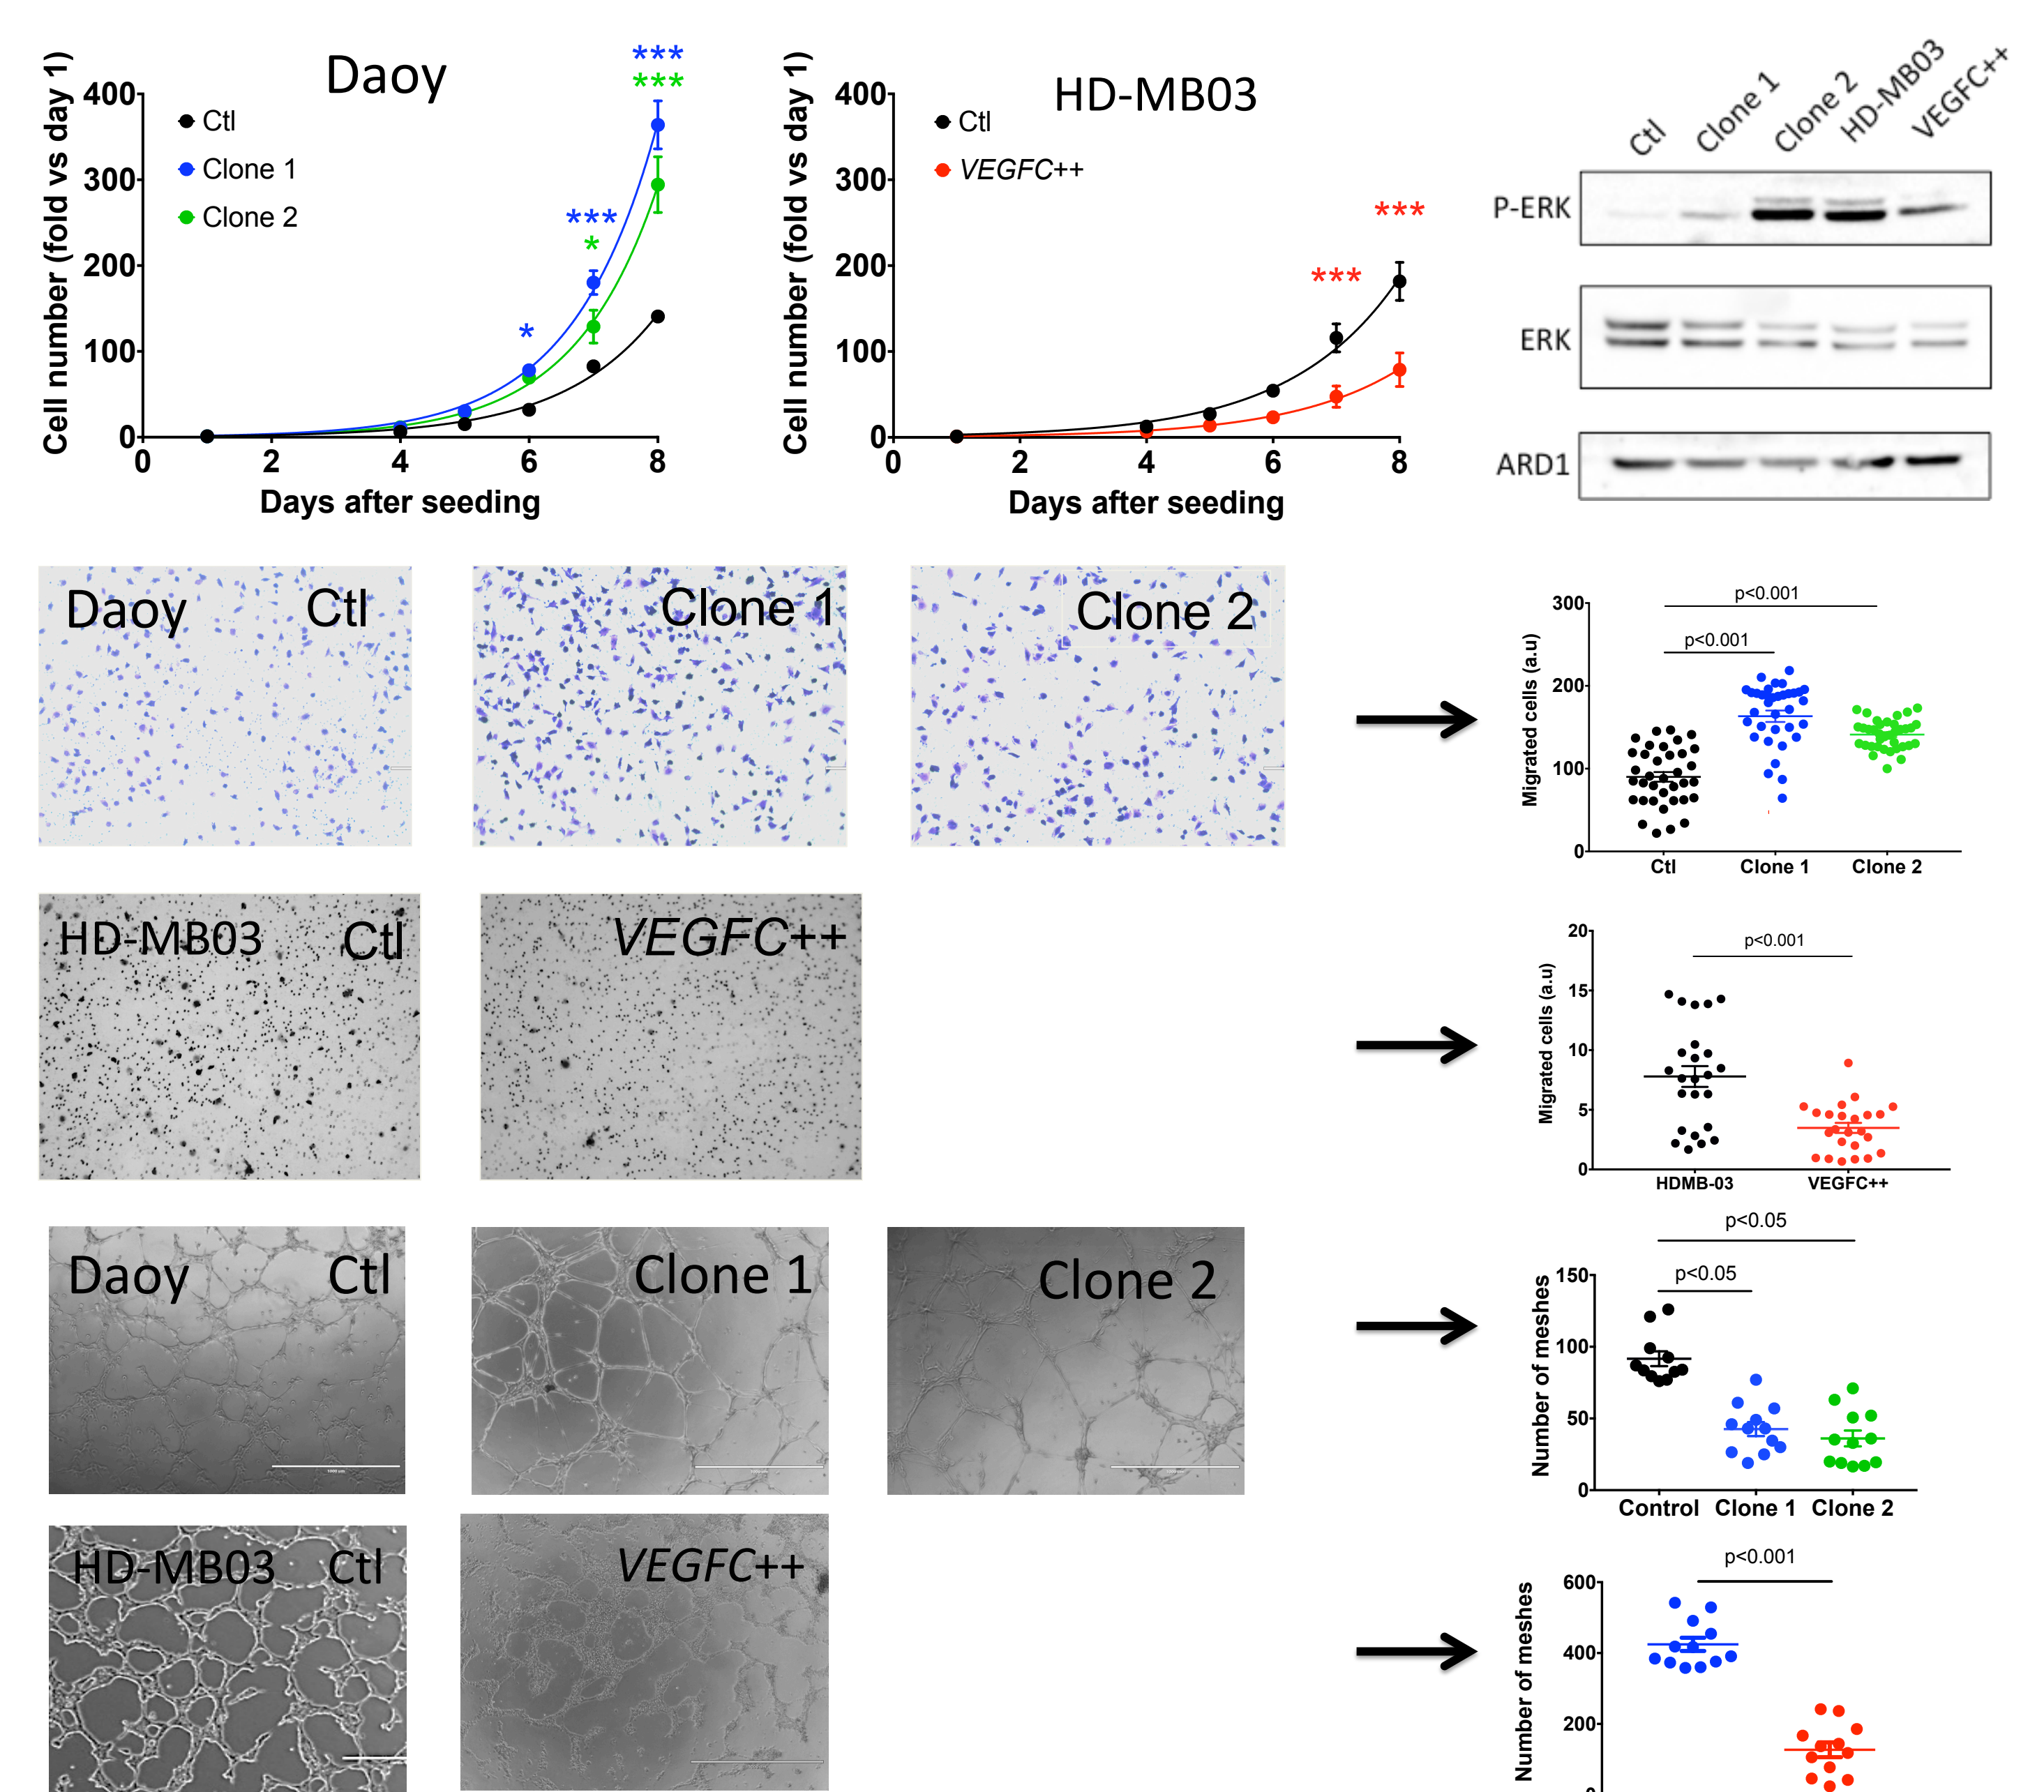 Daoy
Cell number (fold vs day 1)
***
***
***
*
*
400
300
200
100
0
Ctl
Clone 1
Clone 2
0 2 4 6 8
Days after seeding
HD-MB03
Cell number (fold vs day 1)
***
***
400
300
200
100
0
Ctl
VEGFC++
0 2 4 6 8
Days after seeding
Ctl Clone 1 Clone 2 HD-MB03 VEGFC++
P-ERK
ERK
ARD1
Daoy Ctl
Clone 1
Clone 2
Migrated cells (a.u)
p<0.001
p<0.001
300
200
100
0
Ctl Clone 1 Clone 2
HD-MB03 Ctl
VEGFC++
Migrated cells (a.u)
p<0.001
20
15
10
5
0
HDMB-03 VEGFC++
Daoy Ctl
Clone 1
Clone 2
Number of meshes
p<0.05
p<0.05
150
100
50
0
Control Clone 1 Clone 2
HD-MB03 Ctl
VEGFC++
Number of meshes
p<0.001
600
400
200